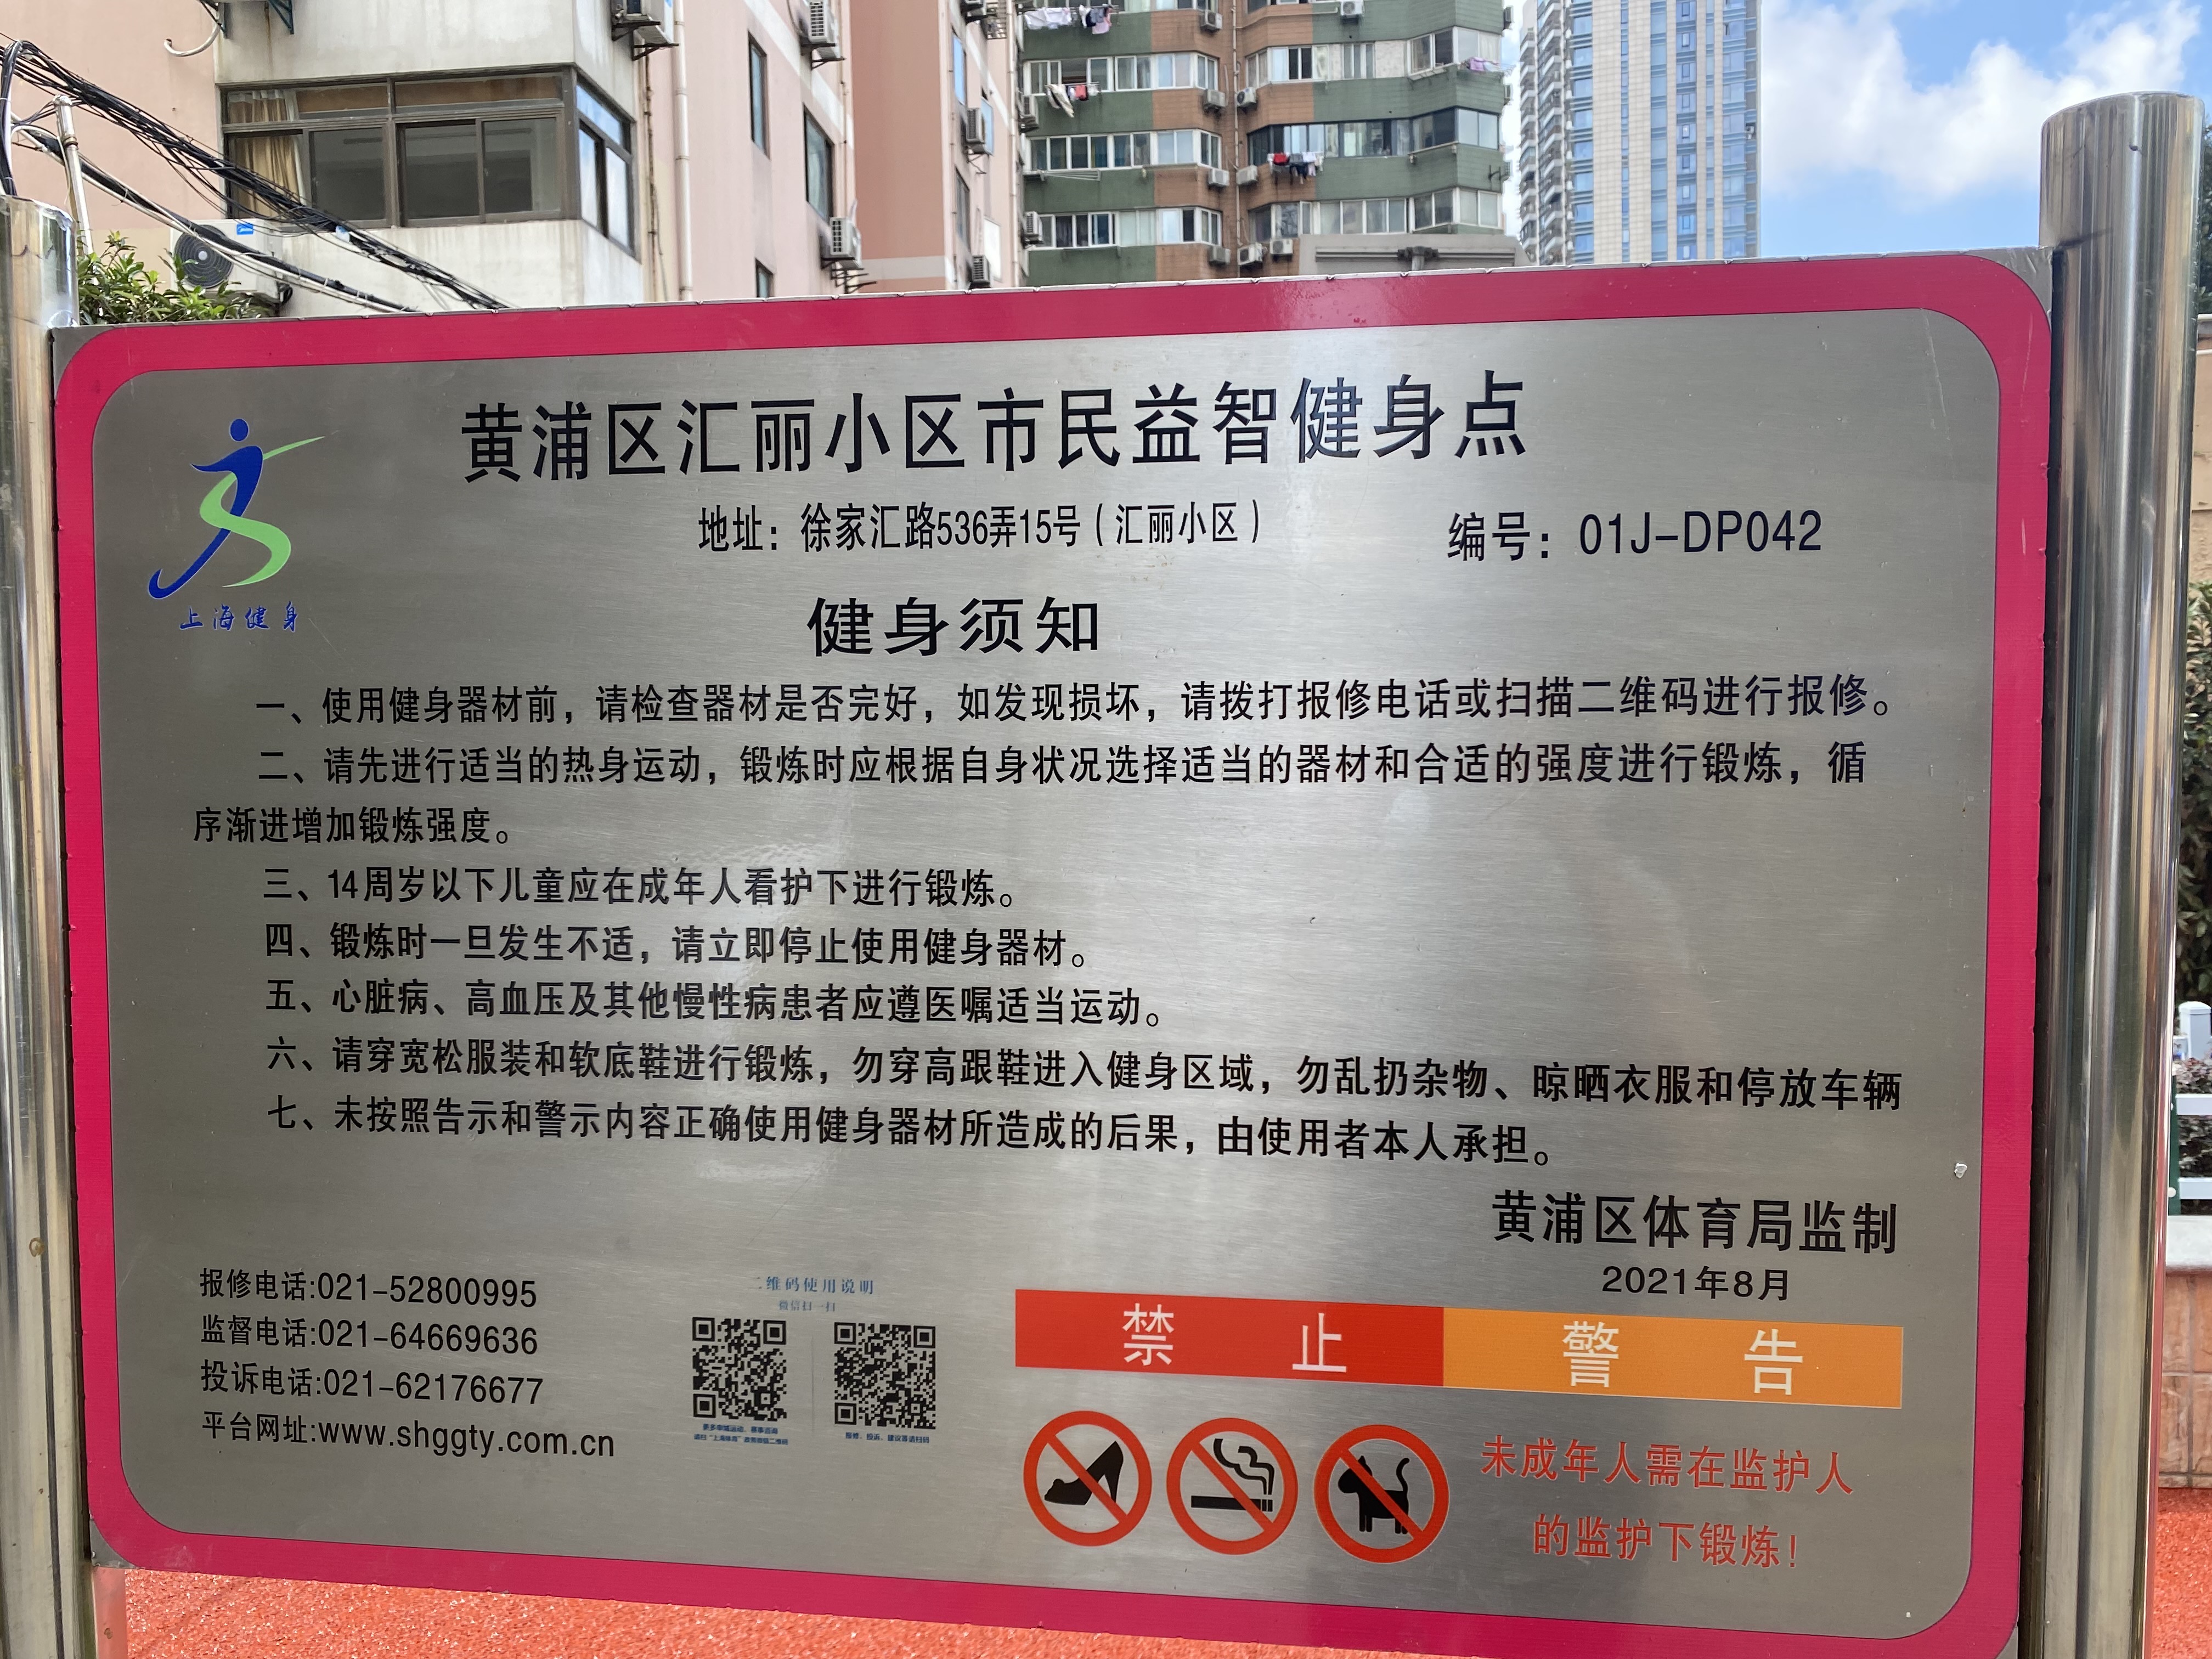 黄浦区汇丽小区市民益智健身点
地址：徐家汇路536弄15号（汇丽小区）
编号：01J-DP042
上海健身
健身须知
一、使用健身器材前，请检查器材是否完好，如发现损坏，请拨打报修电话或扫描二维码进行报修。
二、请先进行适当的热身运动，锻炼时应根据自身状况选择适当的器材和合适的强度进行锻炼，循
序渐进增加锻炼强度。
三、14周岁以下儿童应在成年人看护下进行锻炼。
四、锻炼时一旦发生不适，请立即停止使用健身器材。
五、心脏病、高血压及其他慢性病患者应遵医嘱适当运动。
六、请穿宽松服装和软底鞋进行锻炼，勿穿高跟鞋进入健身区域，勿乱扔杂物、晾晒衣服和停放车辆
七、未按照告示和警示内容正确使用健身器材所造成的后果，由使用者本人承担。
黄浦区体育局监制
2021年8月
报修电话:021-52800995
监督电话:021-64669636
投诉电话:021-62176677
平台网址:www.shggty.com.cn
二维码使用说明
微信扫一扫
报修、投诉、建议等请扫码
禁止
警告
未成年人需在监护人
的监护下锻炼！